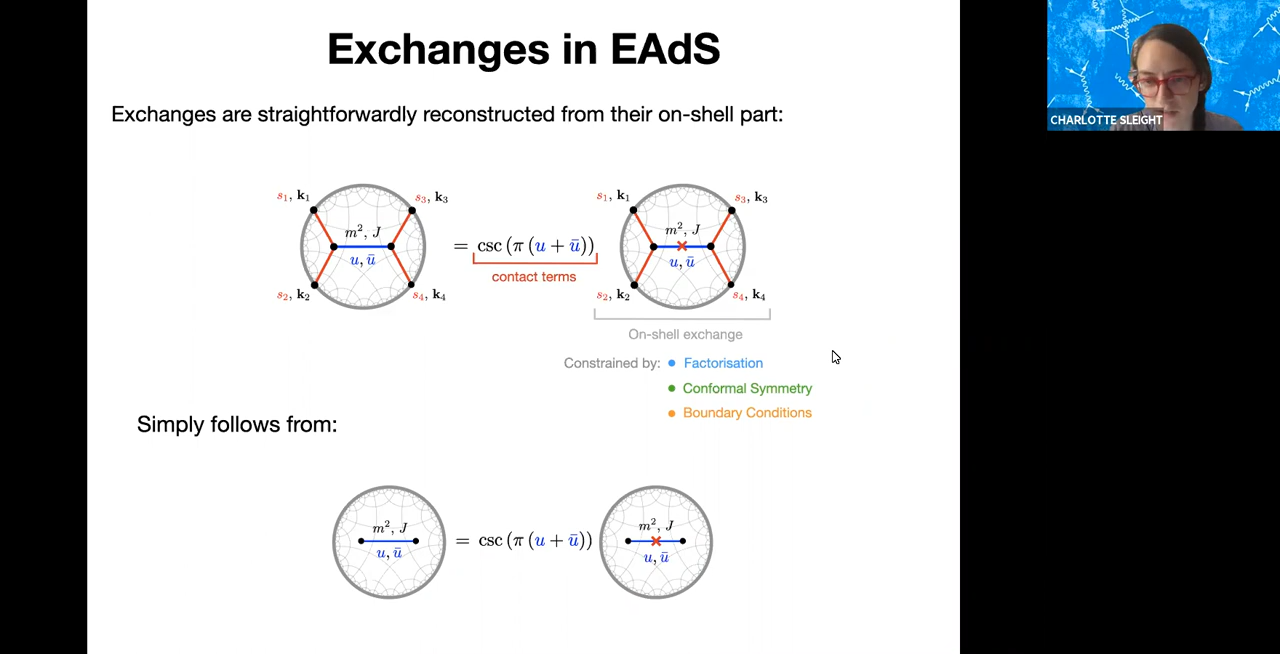 Exchanges in EAdS
CHARLOTTE SLEIGHT
Exchanges are straightforwardly reconstructed from their on-shell part:
s₁, k₁ s₃, k₃ s₁, k₁ s₃, k₃
m², J m², J
= csc (π (u + ū))
u, ū u, ū
contact terms
s₂, k₂ s₄, k₄ s₂, k₂ s₄, k₄
On-shell exchange
Constrained by: • Factorisation
• Conformal Symmetry
• Boundary Conditions
Simply follows from:
m², J m², J
= csc (π (u + ū))
u, ū u, ū